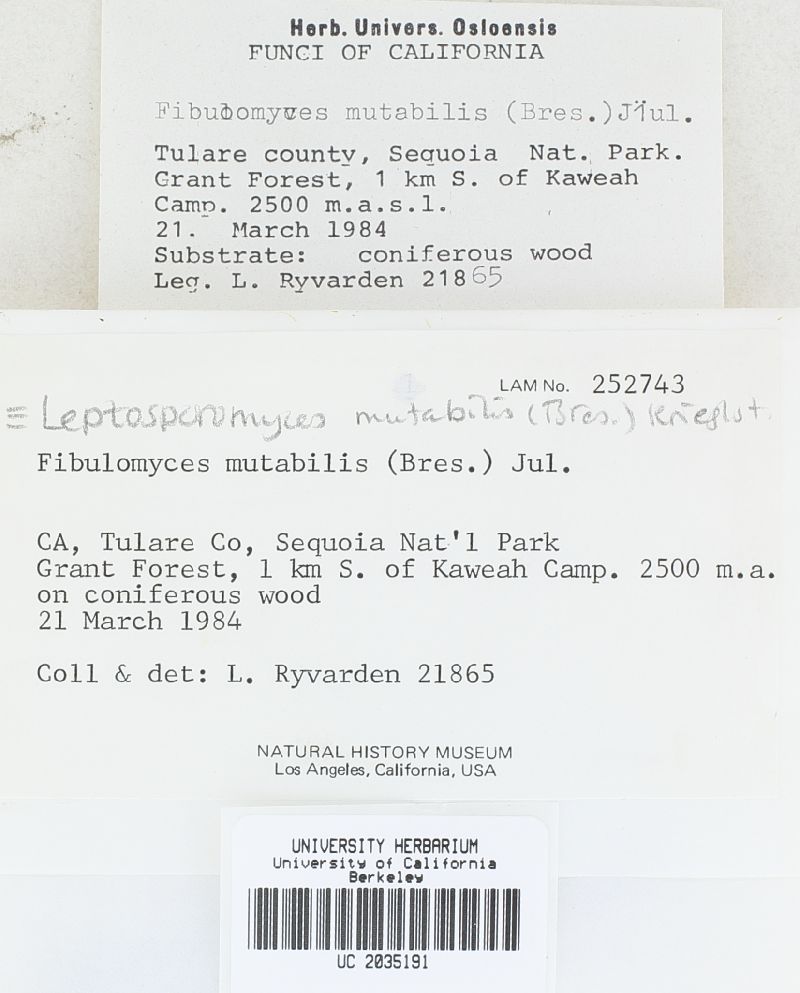 Herb. Univers. Osloensis
FUNGI OF CALIFORNIA
Fibulomyces mutabilis (Bres.) Jül.
Tulare county, Sequoia Nat. Park.
Grant Forest, 1 km S. of Kaweah
Camp. 2500 m.a.s.l.
21. March 1984
Substrate: coniferous wood
Leg. L. Ryvarden 21865
LAM No. 252743
≡ Leptosporomyces mutabilis (Bres.) Krieglst.
Fibulomyces mutabilis (Bres.) Jul.
CA, Tulare Co, Sequoia Nat'l Park
Grant Forest, 1 km S. of Kaweah Camp. 2500 m.a.
on coniferous wood
21 March 1984
Coll & det: L. Ryvarden 21865
NATURAL HISTORY MUSEUM
Los Angeles, California, USA
UNIVERSITY HERBARIUM
University of California
Berkeley
UC 2035191